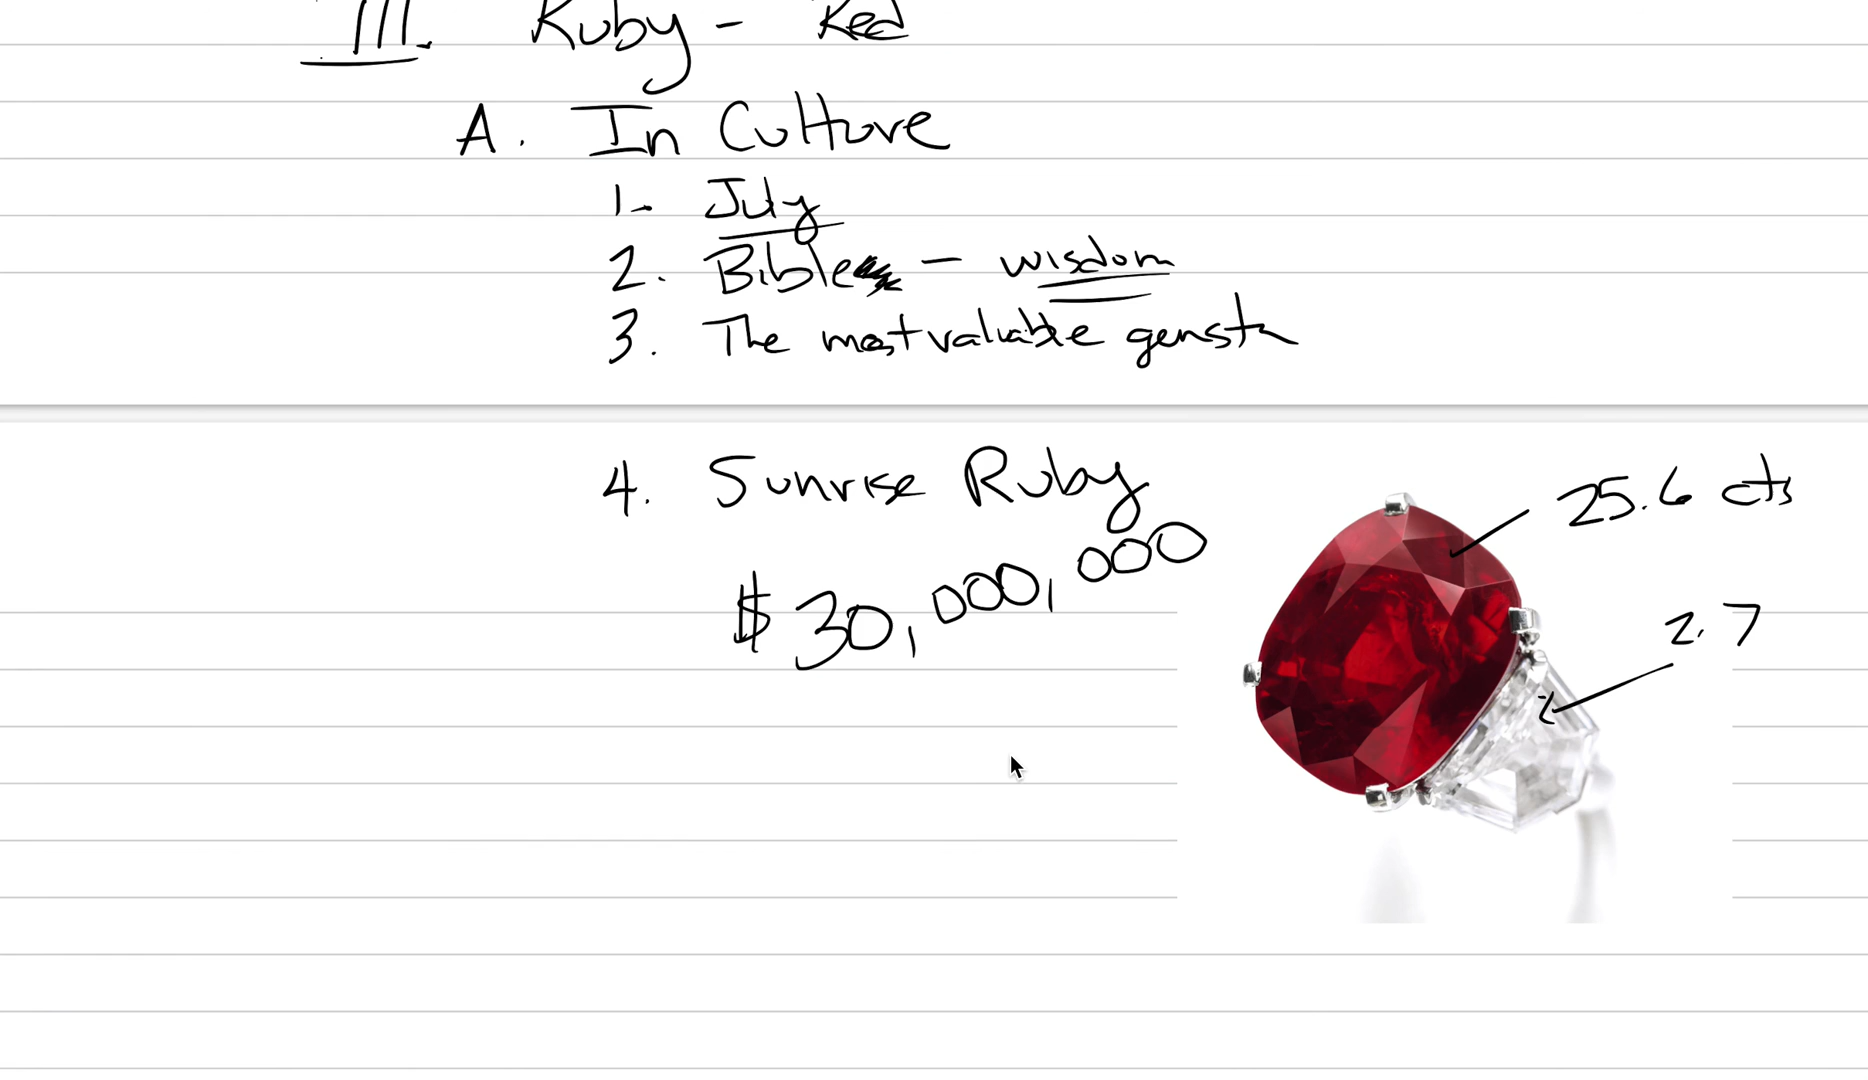 III. Ruby - Red
A. In Culture
1. July
2. Bible - wisdom
3. The most valuable gemstn
4. Sunrise Ruby
$30,000,000
25.6 cts
2.7